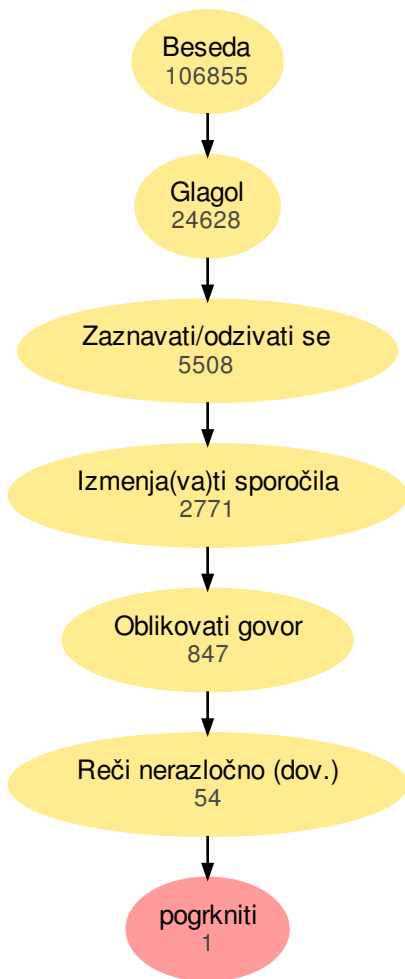 Beseda
106855
Glagol
24628
Zaznavati/odzivati se
5508
Izmenja(va)ti sporočila
2771
Oblikovati govor
847
Reči nerazločno (dov.)
54
pogrkniti
1